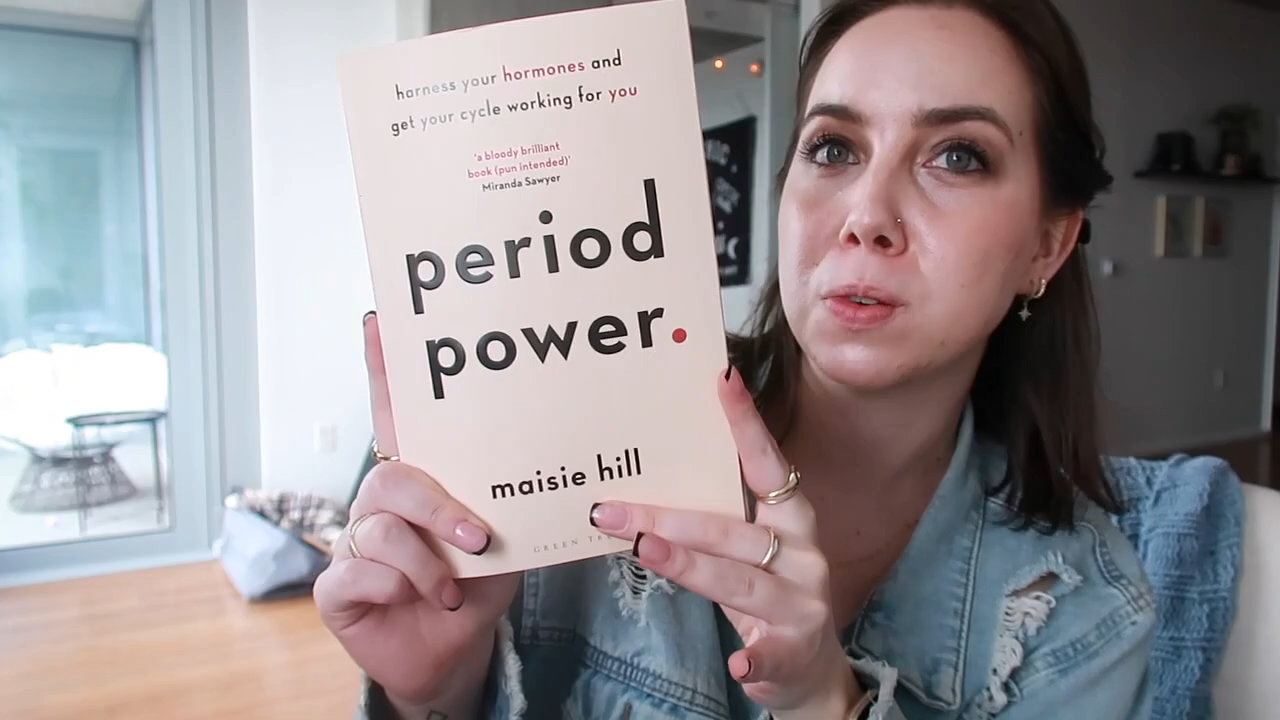 harness your hormones and
get your cycle working for you
'a bloody brilliant
book (pun intended)'
Miranda Sawyer
period
power.
maisie hill
GREEN